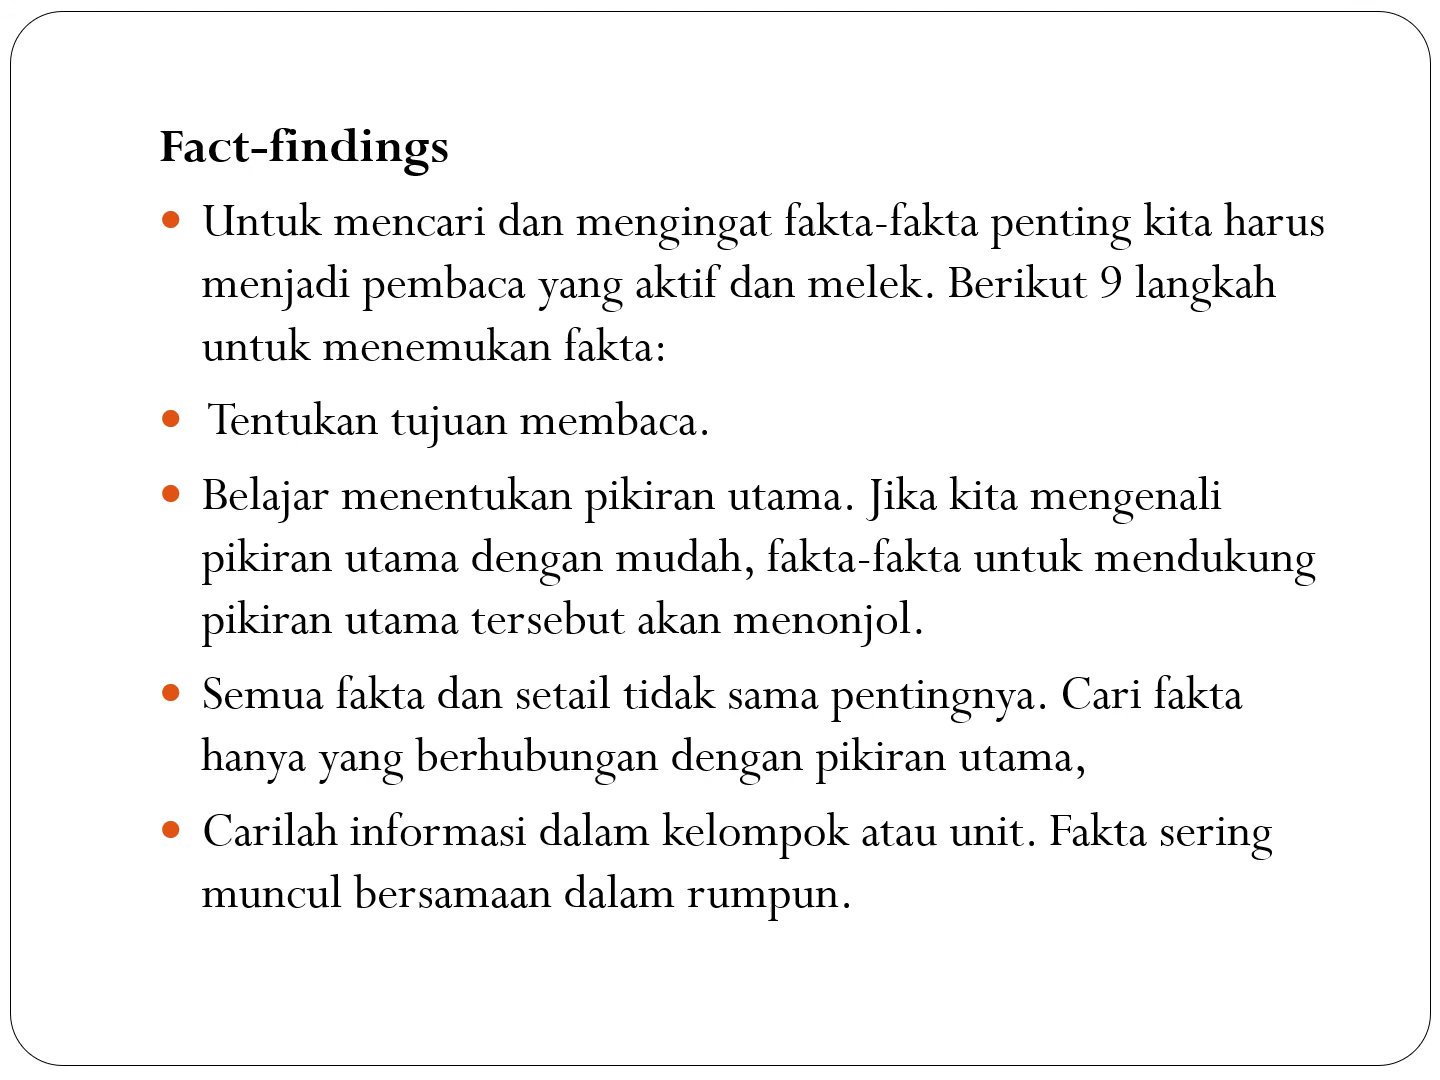 Fact-findings
• Untuk mencari dan mengingat fakta-fakta penting kita harus
menjadi pembaca yang aktif dan melek. Berikut 9 langkah
untuk menemukan fakta:
• Tentukan tujuan membaca.
• Belajar menentukan pikiran utama. Jika kita mengenali
pikiran utama dengan mudah, fakta-fakta untuk mendukung
pikiran utama tersebut akan menonjol.
• Semua fakta dan setail tidak sama pentingnya. Cari fakta
hanya yang berhubungan dengan pikiran utama,
• Carilah informasi dalam kelompok atau unit. Fakta sering
muncul bersamaan dalam rumpun.